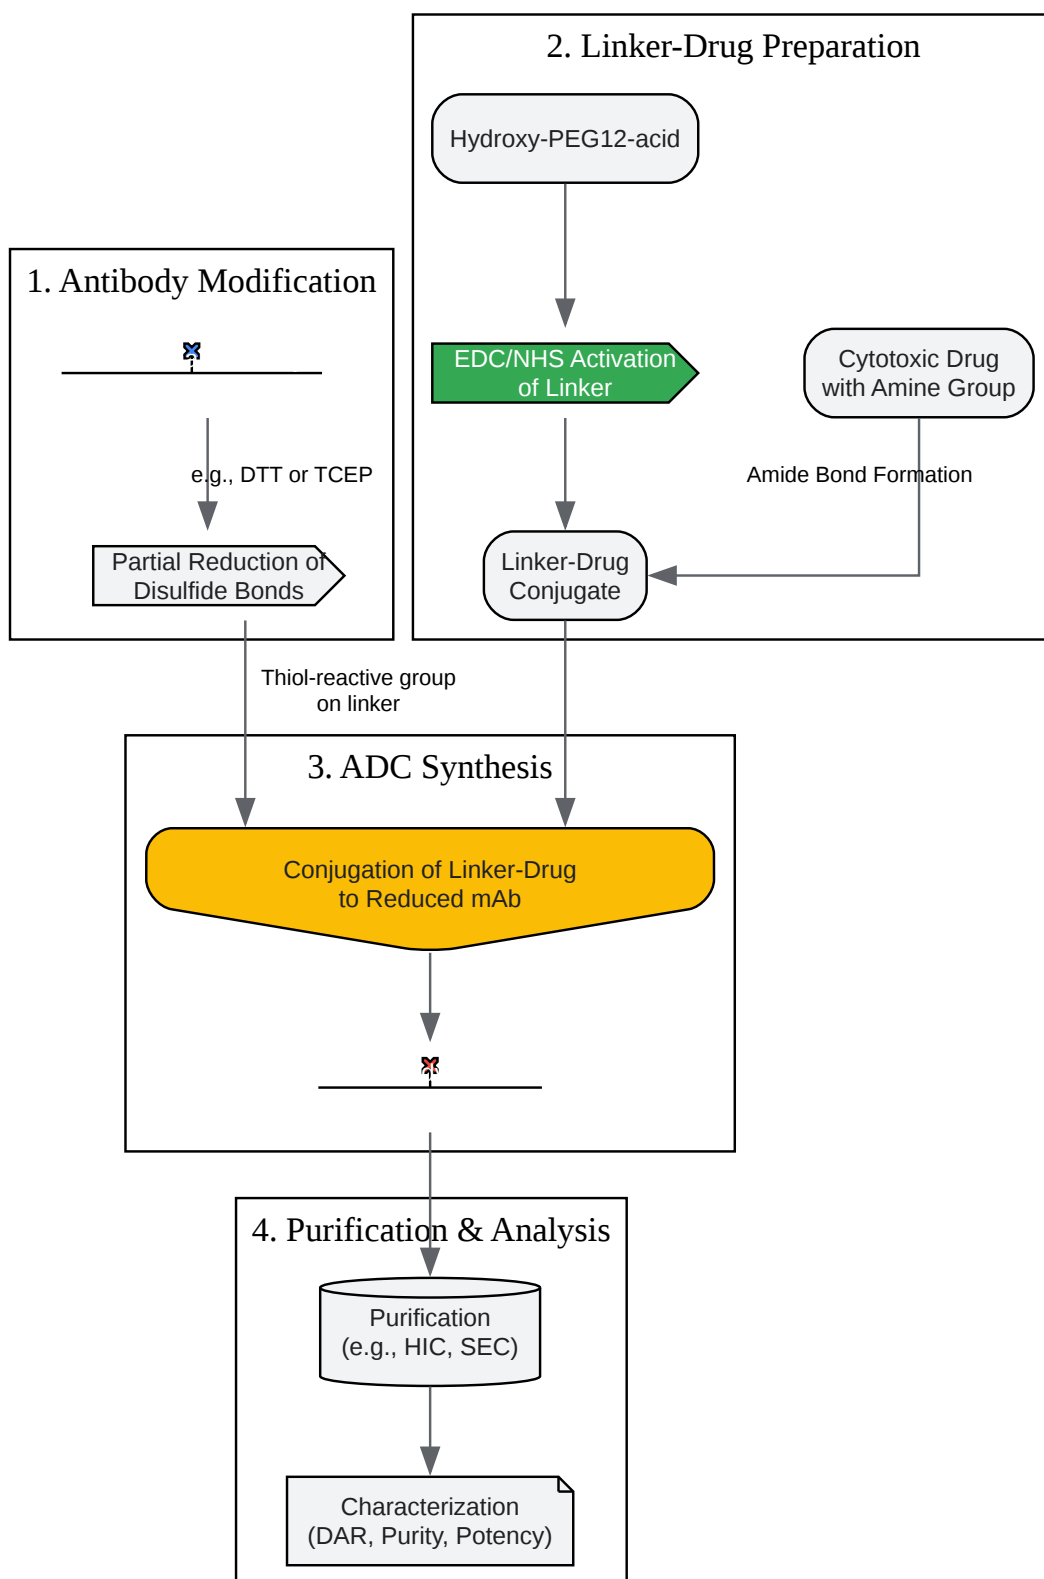 2. Linker-Drug Preparation
Hydroxy-PEG12-acid
EDC/NHS Activation
of Linker
Cytotoxic Drug
with Amine Group
Amide Bond Formation
Linker-Drug
Conjugate
1. Antibody Modification
e.g., DTT or TCEP
Partial Reduction of
Disulfide Bonds
Thiol-reactive group
on linker
3. ADC Synthesis
Conjugation of Linker-Drug
to Reduced mAb
4. Purification & Analysis
Purification
(e.g., HIC, SEC)
Characterization
(DAR, Purity, Potency)